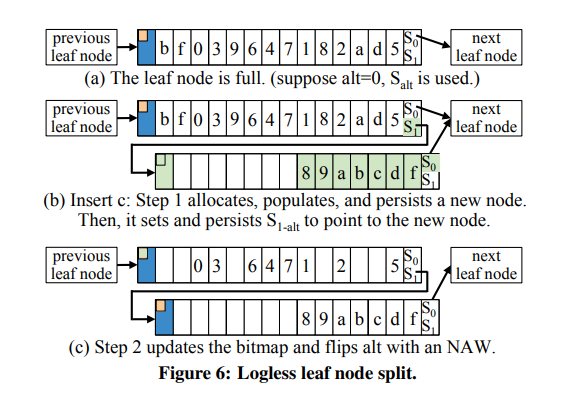 previous leaf node b f 0 3 9 6 4 7 1 8 2 a d 5 S0 S1 next leaf node
(a) The leaf node is full. (suppose alt=0, Salt is used.)
previous leaf node b f 0 3 9 6 4 7 1 8 2 a d 5 S0 S1 next leaf node
8 9 a b c d f S0 S1
(b) Insert c: Step 1 allocates, populates, and persists a new node.
Then, it sets and persists S1-alt to point to the new node.
previous leaf node 0 3 6 4 7 1 2 5 S0 S1 next leaf node
8 9 a b c d f S0 S1
(c) Step 2 updates the bitmap and flips alt with an NAW.
Figure 6: Logless leaf node split.